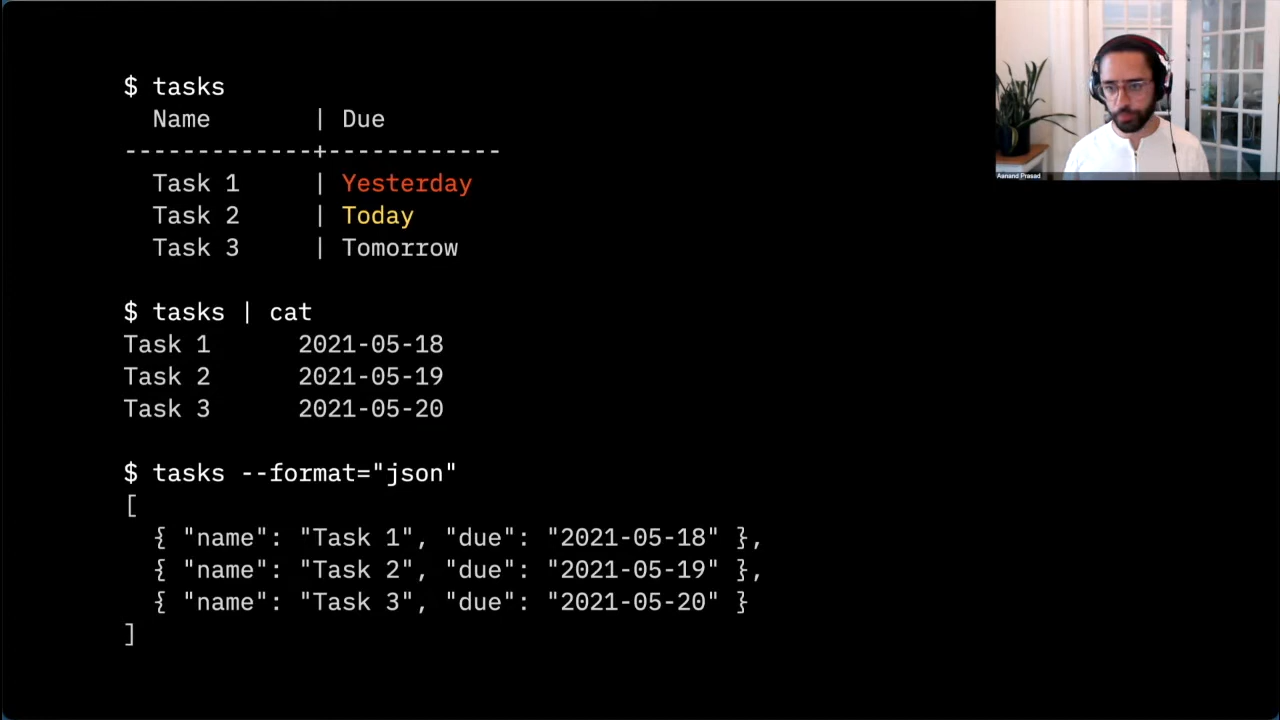 $ tasks
Name | Due
-------------+------------
Task 1 | Yesterday
Task 2 | Today
Task 3 | Tomorrow
$ tasks | cat
Task 1 2021-05-18
Task 2 2021-05-19
Task 3 2021-05-20
$ tasks --format="json"
[
{ "name": "Task 1", "due": "2021-05-18" },
{ "name": "Task 2", "due": "2021-05-19" },
{ "name": "Task 3", "due": "2021-05-20" }
]
Aanand Prasad